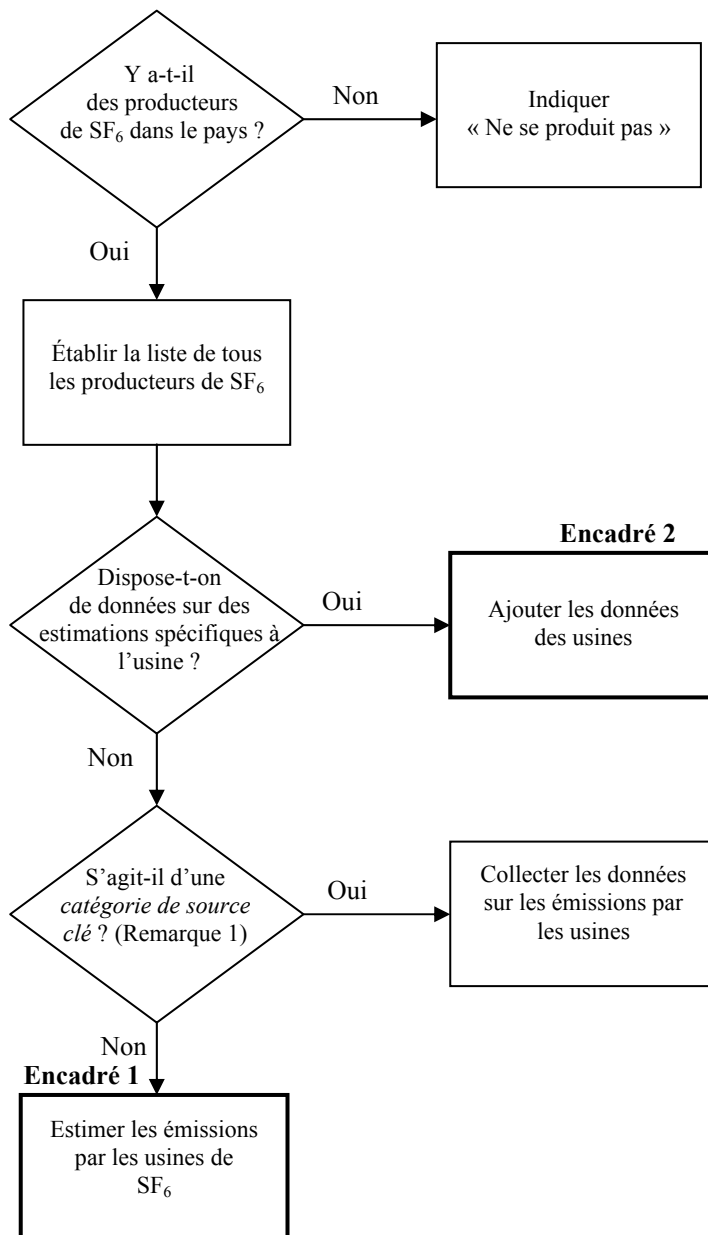 Y a-t-il
des producteurs
de SF₆ dans le pays ?
Non
Indiquer
« Ne se produit pas »
Oui
Établir la liste de tous
les producteurs de SF₆
Encadré 2
Dispose-t-on
de données sur des
estimations spécifiques à
l’usine ?
Oui
Ajouter les données
des usines
Non
S’agit-il d’une
catégorie de source
clé ? (Remarque 1)
Oui
Collecter les données
sur les émissions par
les usines
Non
Encadré 1
Estimer les émissions
par les usines de
SF₆